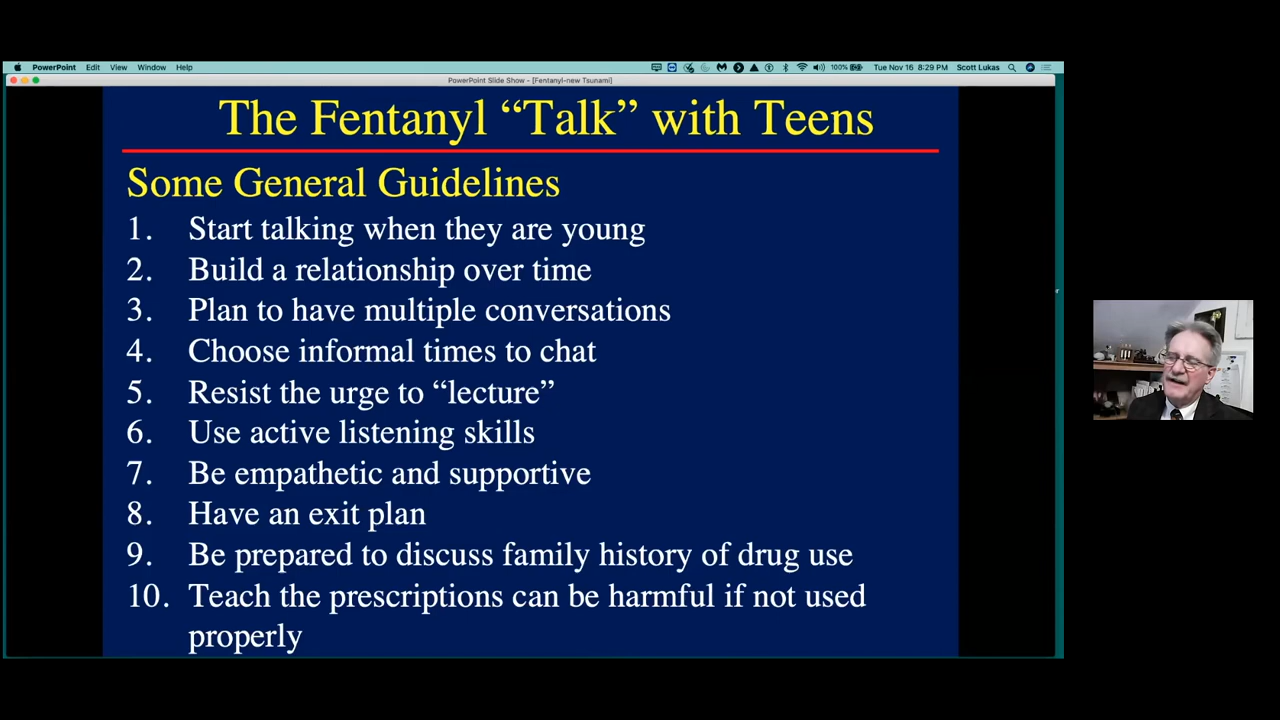 PowerPoint Edit View Window Help 100% Tue Nov 16 8:29 PM Scott Lukas
PowerPoint Slide Show - [Fentanyl-new Tsunami]
The Fentanyl “Talk” with Teens
Some General Guidelines
1. Start talking when they are young
2. Build a relationship over time
3. Plan to have multiple conversations
4. Choose informal times to chat
5. Resist the urge to “lecture”
6. Use active listening skills
7. Be empathetic and supportive
8. Have an exit plan
9. Be prepared to discuss family history of drug use
10. Teach the prescriptions can be harmful if not used
properly